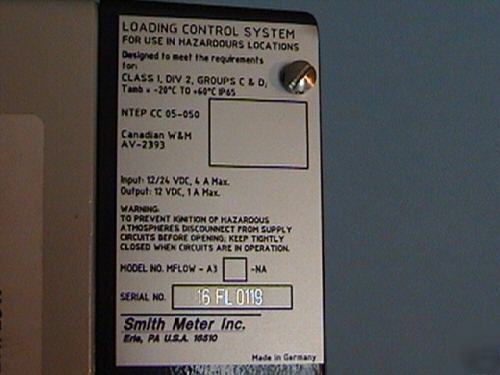 LOADING CONTROL SYSTEM
FOR USE IN HAZARDOURS LOCATIONS
Designed to meet the requirements
for:
CLASS I, DIV 2, GROUPS C & D,
Tamb = -20°C TO +60°C IP65
NTEP CC 05-050
Canadian W&M
AV-2393
Input: 12/24 VDC, 4 A Max.
Output: 12 VDC, 1 A Max.
WARNING:
TO PREVENT IGNITION OF HAZARDOUS
ATMOSPHERES DISCOUNNECT FROM SUPPLY
CIRCUITS BEFORE OPENING; KEEP TIGHTLY
CLOSED WHEN CIRCUITS ARE IN OPERATION.
MODEL NO. MFLOW - A3 -NA
SERIAL NO. 16 FL 0119
Smith Meter Inc.
Erie, PA U.S.A. 16510
Made in Germany